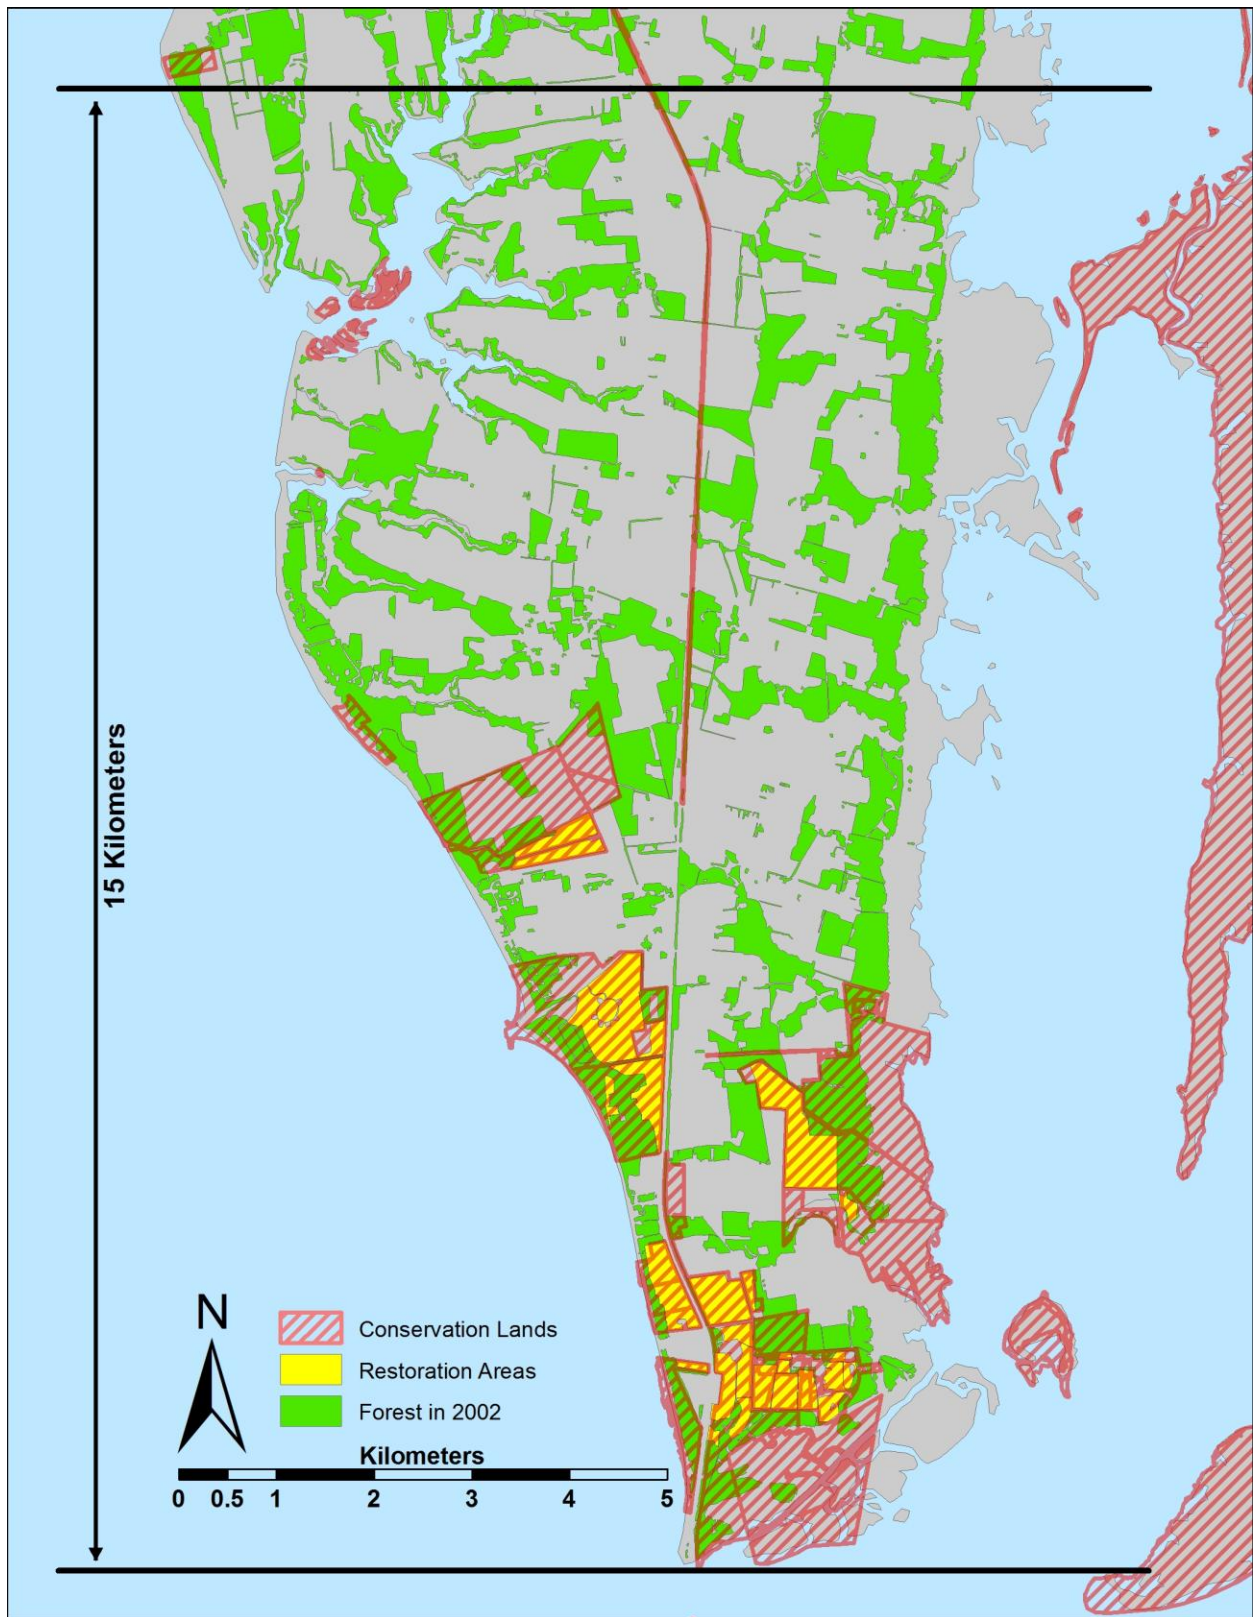 15 Kilometers
N
Conservation Lands
Restoration Areas
Forest in 2002
Kilometers
0 0.5 1 2 3 4 5